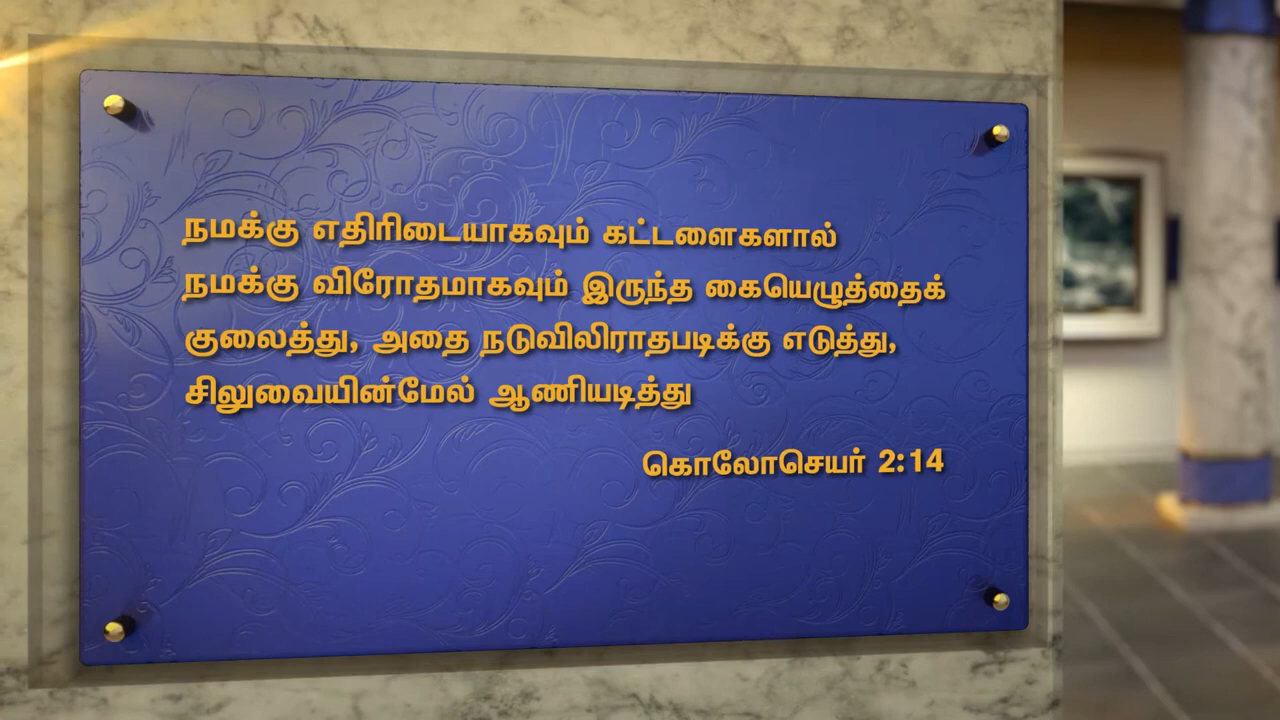 நமக்கு எதிரிடையாகவும் கட்டளைகளால்
நமக்கு விரோதமாகவும் இருந்த கையெழுத்தைக்
குலைத்து, அதை நடுவிலிராதபடிக்கு எடுத்து,
சிலுவையின்மேல் ஆணியடித்து
கொலோசெயர் 2:14